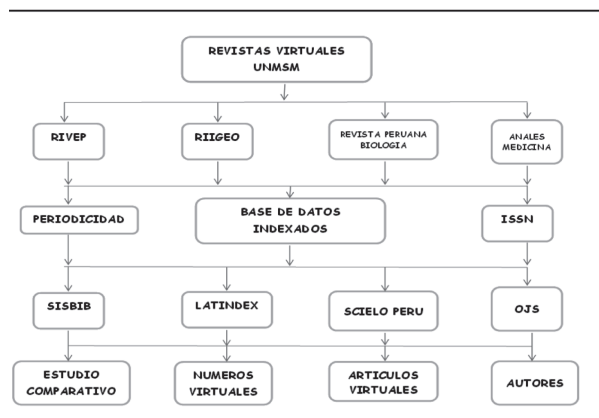 REVISTAS VIRTUALES
UNMSM
RIVEP
RIIGEO
REVISTA PERUANA
BIOLOGIA
ANALES
MEDICINA
PERIODICIDAD
BASE DE DATOS
INDEXADOS
ISSN
SISBIB
LATINDEX
SCIELO PERU
OJS
ESTUDIO
COMPARATIVO
NUMEROS
VIRTUALES
ARTICULOS
VIRTUALES
AUTORES